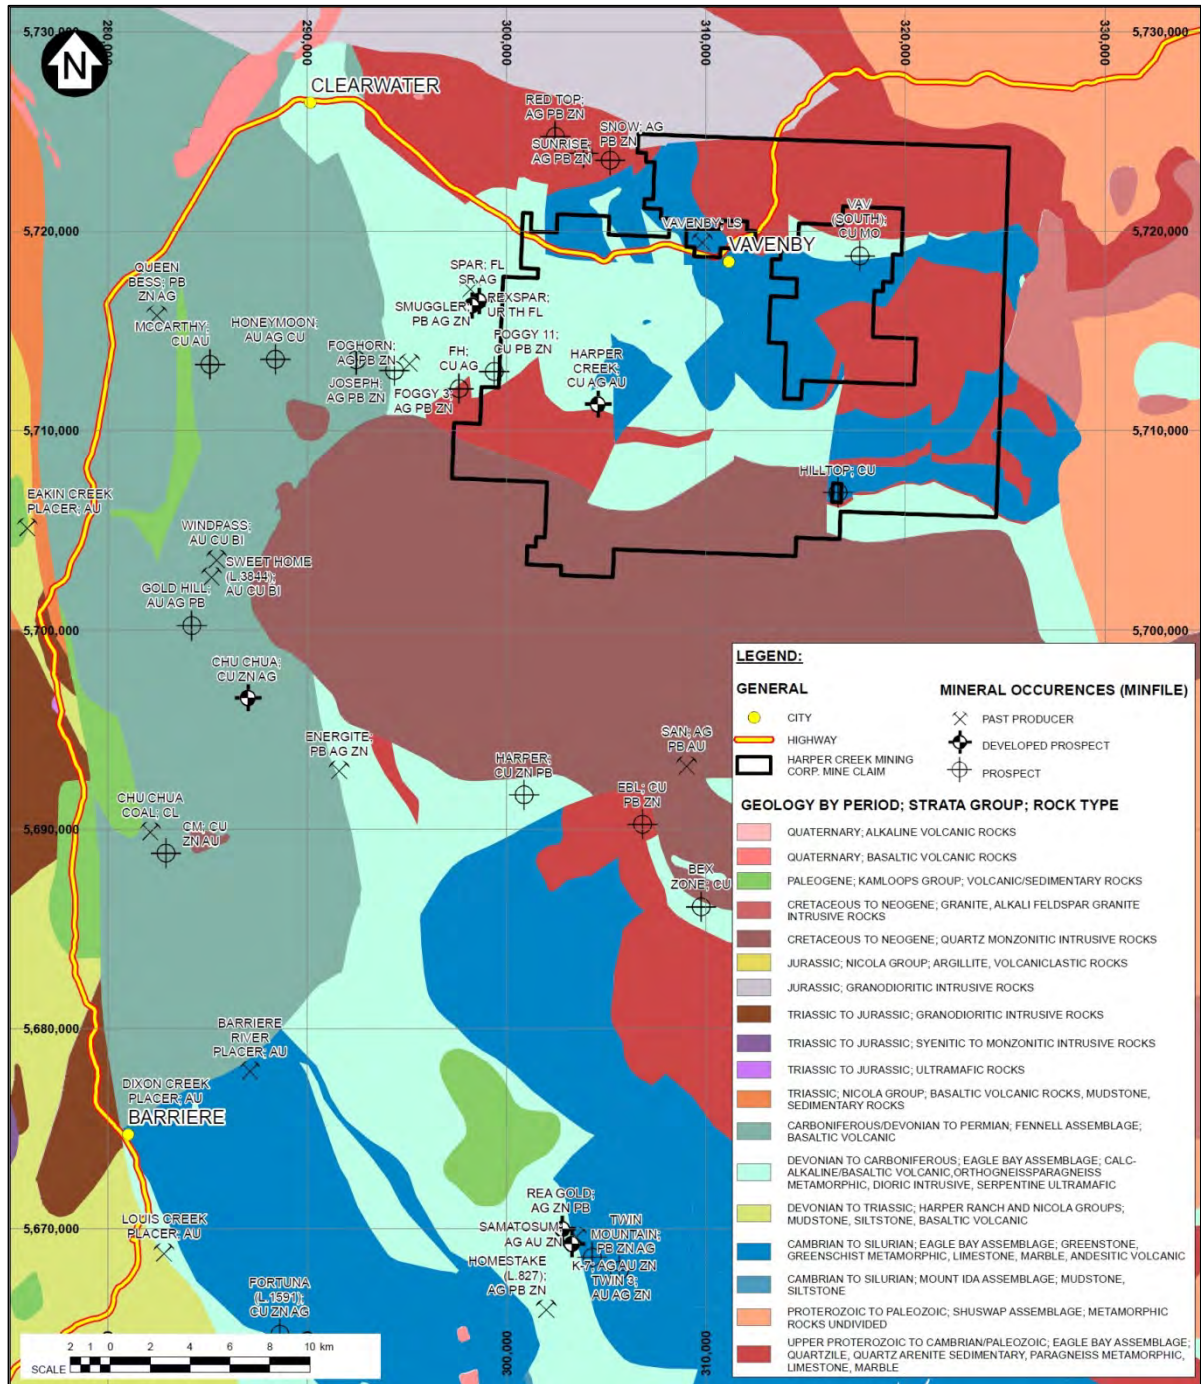 280,000
290,000
300,000
310,000
320,000
330,000
5,730,000
5,730,000
N
CLEARWATER
RED TOP;
AG PB ZN
SNOW; AG
PB ZN
SUNRISE;
AG PB ZN
5,720,000
5,720,000
VAVENBY; LS
VAVENBY
VAV
(SOUTH);
CU MO
QUEEN
BESS; PB
ZN AG
MCCARTHY;
CU AU
HONEYMOON;
AU AG CU
SPAR; FL
SR AG
SMUGGLER;
PB AG ZN
REXSPAR;
UR TH FL
FOGHORN;
AG PB ZN
FH;
CU AG
FOGGY 11;
CU PB ZN
HARPER
CREEK;
CU AG AU
JOSEPH;
AG PB ZN
FOGGY 3;
AG PB ZN
5,710,000
5,710,000
HILLTOP; CU
EAKIN CREEK
PLACER; AU
WINDPASS;
AU CU BI
SWEET HOME
(L.3844);
AU CU BI
GOLD HILL;
AU AG PB
5,700,000
5,700,000
CHU CHUA;
CU ZN AG
ENERGITE;
PB AG ZN
HARPER;
CU ZN PB
SAN; AG
PB AU
EBL; CU
PB ZN
CHU CHUA
COAL; CL
CM; CU
ZN AU
5,690,000
BEX
ZONE; CU
5,680,000
BARRIERE
RIVER
PLACER; AU
DIXON CREEK
PLACER; AU
BARRIERE
5,670,000
LOUIS CREEK
PLACER; AU
REA GOLD;
AG ZN PB
SAMATOSUM;
AG AU ZN
TWIN
MOUNTAIN;
PB ZN AG
HOMESTAKE
(L.827);
AG PB ZN
K-7; AG AU ZN
TWIN 3;
AU AG ZN
FORTUNA
(L.1591);
CU ZN AG
2 1 0 2 4 6 8 10 km
SCALE
310,000
LEGEND:
GENERAL
CITY
HIGHWAY
HARPER CREEK MINING
CORP. MINE CLAIM
MINERAL OCCURENCES (MINFILE)
PAST PRODUCER
DEVELOPED PROSPECT
PROSPECT
GEOLOGY BY PERIOD; STRATA GROUP; ROCK TYPE
QUATERNARY; ALKALINE VOLCANIC ROCKS
QUATERNARY; BASALTIC VOLCANIC ROCKS
PALEOGENE; KAMLOOPS GROUP; VOLCANIC/SEDIMENTARY ROCKS
CRETACEOUS TO NEOGENE; GRANITE, ALKALI FELDSPAR GRANITE
INTRUSIVE ROCKS
CRETACEOUS TO NEOGENE; QUARTZ MONZONITIC INTRUSIVE ROCKS
JURASSIC; NICOLA GROUP; ARGILLITE, VOLCANICLASTIC ROCKS
JURASSIC; GRANODIORITIC INTRUSIVE ROCKS
TRIASSIC TO JURASSIC; GRANODIORITIC INTRUSIVE ROCKS
TRIASSIC TO JURASSIC; SYENITIC TO MONZONITIC INTRUSIVE ROCKS
TRIASSIC TO JURASSIC; ULTRAMAFIC ROCKS
TRIASSIC; NICOLA GROUP; BASALTIC VOLCANIC ROCKS, MUDSTONE,
SEDIMENTARY ROCKS
CARBONIFEROUS/DEVONIAN TO PERMIAN; FENNELL ASSEMBLAGE;
BASALTIC VOLCANIC
DEVONIAN TO CARBONIFEROUS; EAGLE BAY ASSEMBLAGE; CALC-
ALKALINE/BASALTIC VOLCANIC,ORTHOGNEISSPARAGNEISS
METAMORPHIC, DIORIC INTRUSIVE, SERPENTINE ULTRAMAFIC
DEVONIAN TO TRIASSIC; HARPER RANCH AND NICOLA GROUPS;
MUDSTONE, SILTSTONE, BASALTIC VOLCANIC
CAMBRIAN TO SILURIAN; EAGLE BAY ASSEMBLAGE; GREENSTONE,
GREENSCHIST METAMORPHIC, LIMESTONE, MARBLE, ANDESITIC VOLCANIC
CAMBRIAN TO SILURIAN; MOUNT IDA ASSEMBLAGE; MUDSTONE,
SILTSTONE
PROTEROZOIC TO PALEOZOIC; SHUSWAP ASSEMBLAGE; METAMORPHIC
ROCKS UNDIVIDED
UPPER PROTEROZOIC TO CAMBRIAN/PALEOZOIC; EAGLE BAY ASSEMBLAGE;
QUARTZILE, QUARTZ ARENITE SEDIMENTARY, PARAGNEISS METAMORPHIC,
LIMESTONE, MARBLE